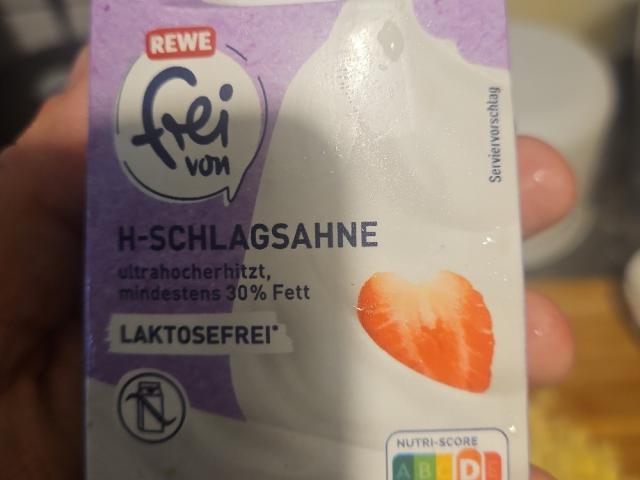 REWE
frei
von
Serviervorschlag
H-SCHLAGSAHNE
ultrahocherhitzt,
mindestens 30% Fett
LAKTOSEFREI*
NUTRI-SCORE
A B C D E